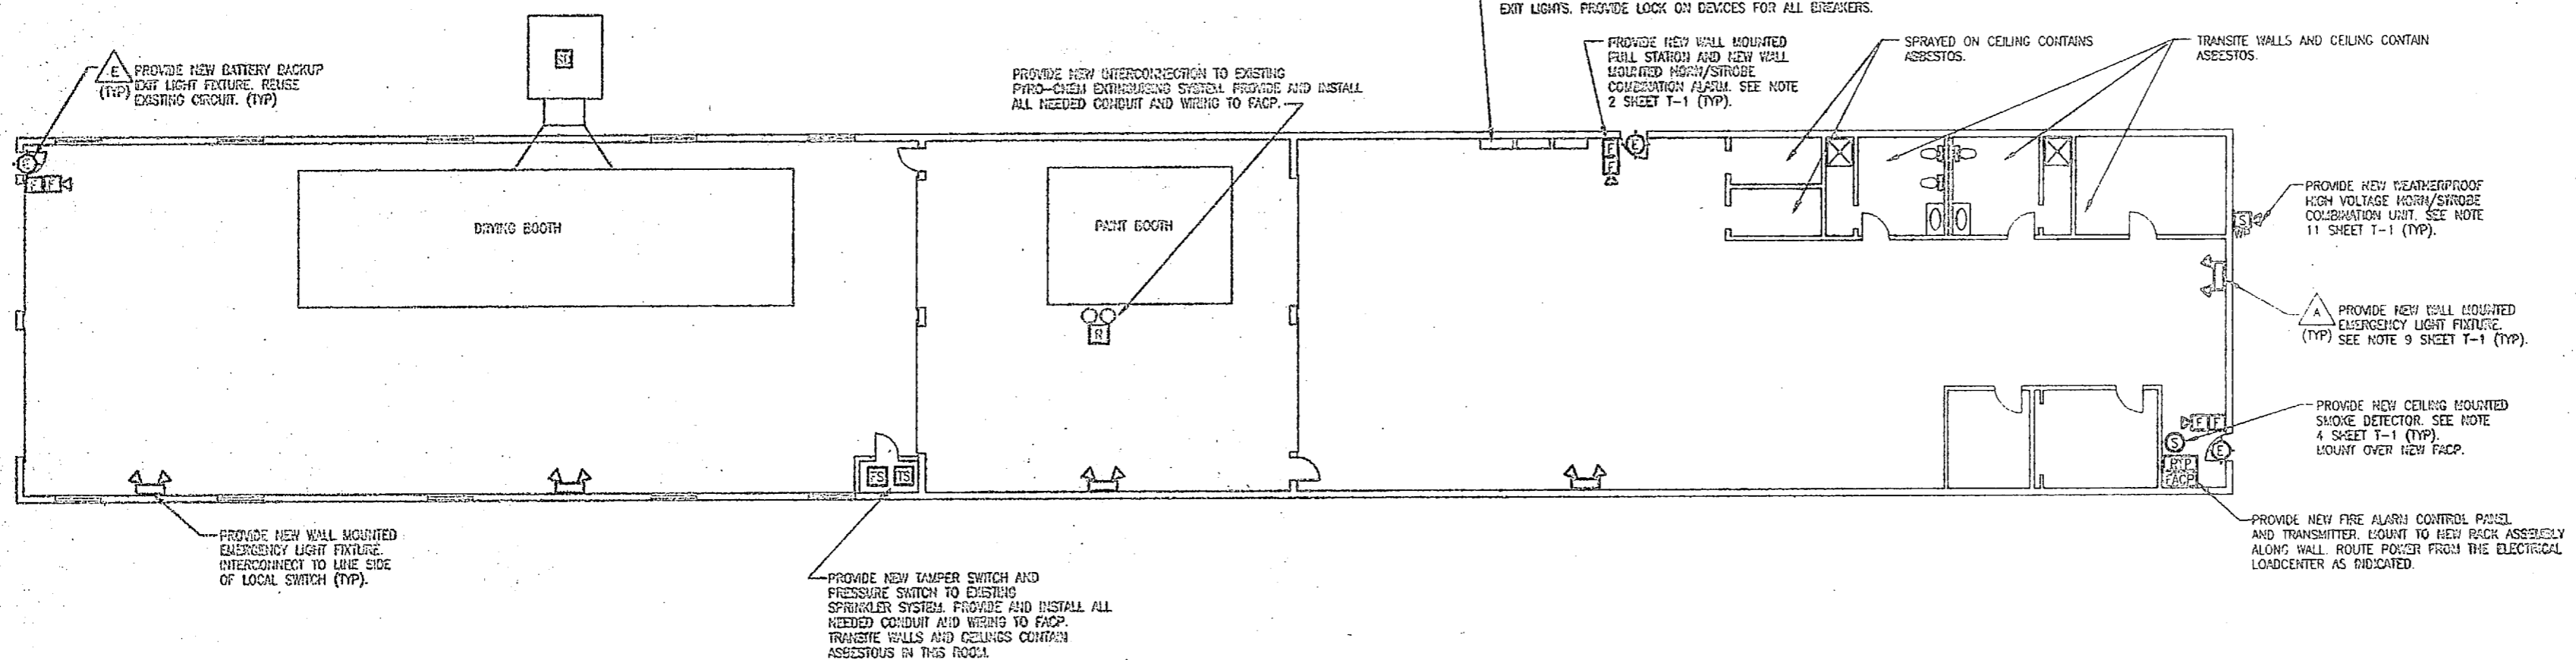 EXIT LIGHTS. PROVIDE LOCK ON DEVICES FOR ALL BREAKERS.
E
(TYP)
PROVIDE NEW BATTERY BACKUP
EXIT LIGHT FIXTURE. REUSE
EXISTING CIRCUIT. (TYP)
SD
PROVIDE NEW INTERCONNECTION TO EXISTING
PYRO-CHEM EXTINGUISING SYSTEM. PROVIDE AND INSTALL
ALL NEEDED CONDUIT AND WIRING TO FACP.
PROVIDE NEW WALL MOUNTED
PULL STATION AND NEW WALL
MOUNTED HORN/STROBE
COMBINATION ALARM. SEE NOTE
2 SHEET T-1 (TYP).
SPRAYED ON CEILING CONTAINS
ASBESTOS.
TRANSITE WALLS AND CEILING CONTAIN
ASBESTOS.
E
F F
F
F
E
DRYING BOOTH
PAINT BOOTH
R
PROVIDE NEW WEATHERPROOF
HIGH VOLTAGE HORN/STROBE
COMBINATION UNIT. SEE NOTE
11 SHEET T-1 (TYP).
S
WP
A
(TYP)
PROVIDE NEW WALL MOUNTED
EMERGENCY LIGHT FIXTURE.
SEE NOTE 9 SHEET T-1 (TYP).
PROVIDE NEW CEILING MOUNTED
SMOKE DETECTOR. SEE NOTE
4 SHEET T-1 (TYP).
MOUNT OVER NEW FACP.
F F
S
E
FACP
FS TS
PROVIDE NEW WALL MOUNTED
EMERGENCY LIGHT FIXTURE.
INTERCONNECT TO LINE SIDE
OF LOCAL SWITCH (TYP).
PROVIDE NEW TAMPER SWITCH AND
PRESSURE SWITCH TO EXISTING
SPRINKLER SYSTEM. PROVIDE AND INSTALL ALL
NEEDED CONDUIT AND WIRING TO FACP.
TRANSITE WALLS AND CEILINGS CONTAIN
ASBESTOUS IN THIS ROOM.
PROVIDE NEW FIRE ALARM CONTROL PANEL
AND TRANSMITTER. MOUNT TO NEW RACK ASSEMBLY
ALONG WALL. ROUTE POWER FROM THE ELECTRICAL
LOADCENTER AS INDICATED.